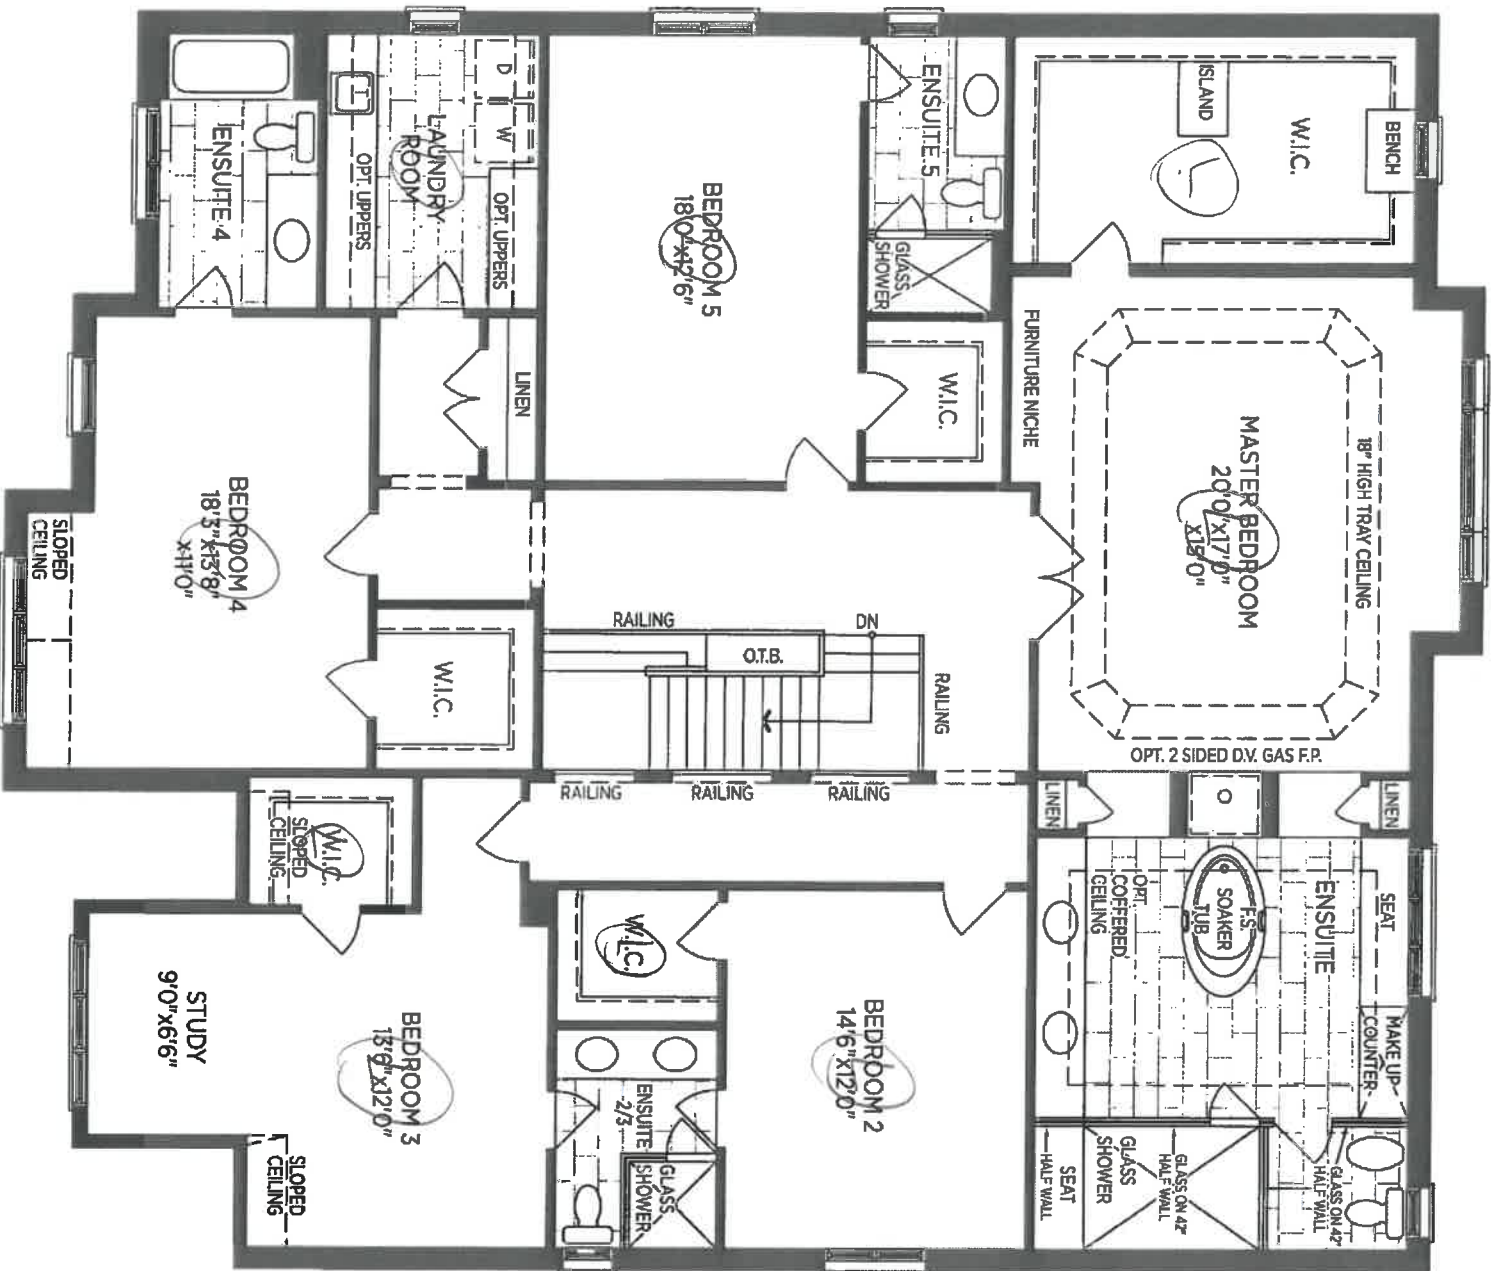 D
W
LAUNDRY
ROOM
OPT. UPPERS
OPT. UPPERS
ENSUITE 4
BEDROOM 5
18'0"x12'6"
ENSUITE 5
GLASS
SHOWER
ISLAND
W.I.C.
BENCH
LINEN
W.I.C.
FURNITURE NICHE
MASTER BEDROOM
20'0"x17'0"
x15'0"
18" HIGH TRAY CEILING
BEDROOM 4
18'3"x13'8"
x11'0"
SLOPED
CEILING
W.I.C.
RAILING
DN
O.T.B.
RAILING
OPT. 2 SIDED D.V. GAS F.P.
RAILING
RAILING
RAILING
LINEN
LINEN
W.I.C.
SLOPED
CEILING
W.I.C.
OPT.
COFFERED
CEILING
F.S.
SOAKER
TUB
ENSUITE
SEAT
MAKE UP
COUNTER
STUDY
9'0"x6'6"
BEDROOM 3
13'6"x12'0"
BEDROOM 2
14'6"x12'0"
ENSUITE
2/3
GLASS
SHOWER
SLOPED
CEILING
SEAT
HALF WALL
GLASS
SHOWER
GLASS ON 42"
HALF WALL
GLASS ON 42"
HALF WALL